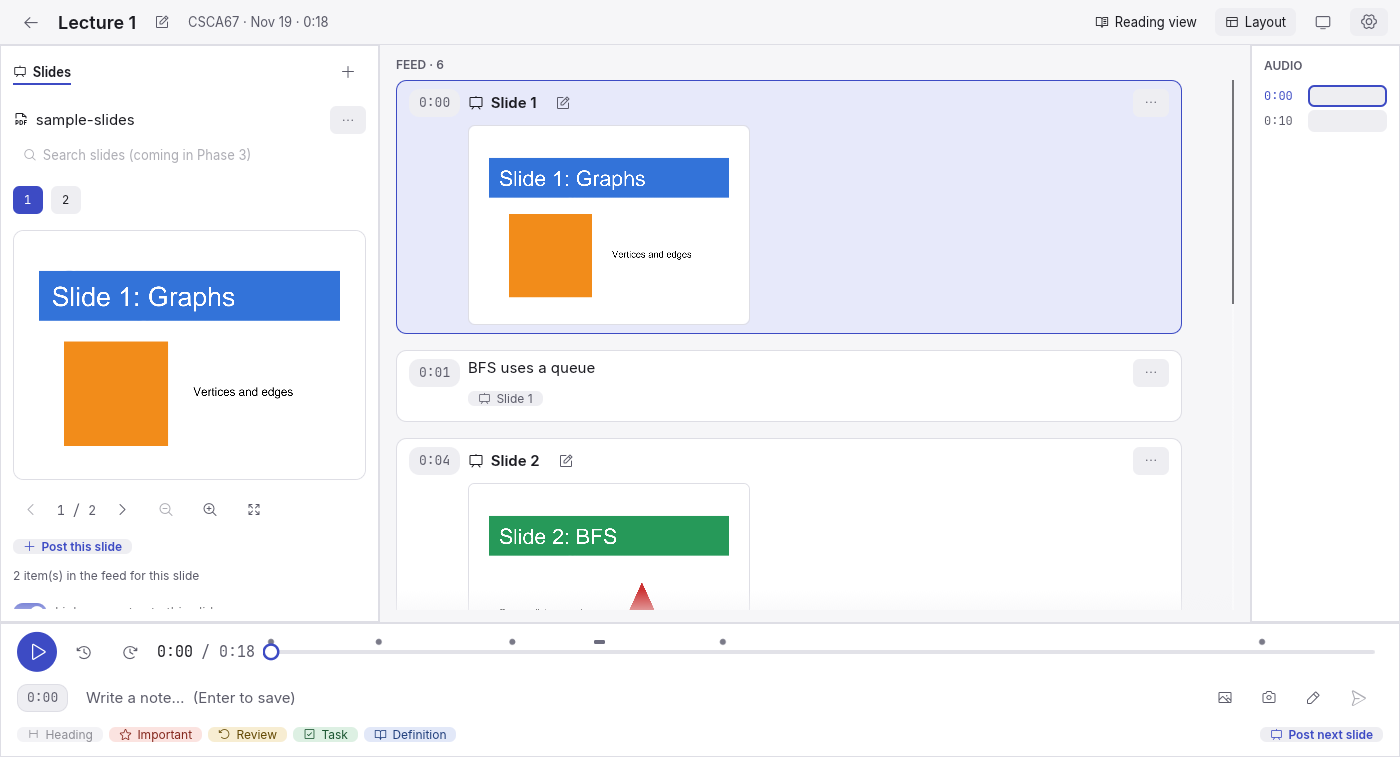 Lecture 1
CSCA67 · Nov 19 · 0:18
Reading view
Layout
Slides
PDF
sample-slides
...
Search slides (coming in Phase 3)
1
2
Slide 1: Graphs
Vertices and edges
1 / 2
Post this slide
2 item(s) in the feed for this slide
FEED · 6
0:00
Slide 1
...
Slide 1: Graphs
Vertices and edges
0:01
BFS uses a queue
...
Slide 1
0:04
Slide 2
...
Slide 2: BFS
AUDIO
0:00
0:10
0:00 / 0:18
0:00
Write a note... (Enter to save)
Heading
Important
Review
Task
Definition
Post next slide